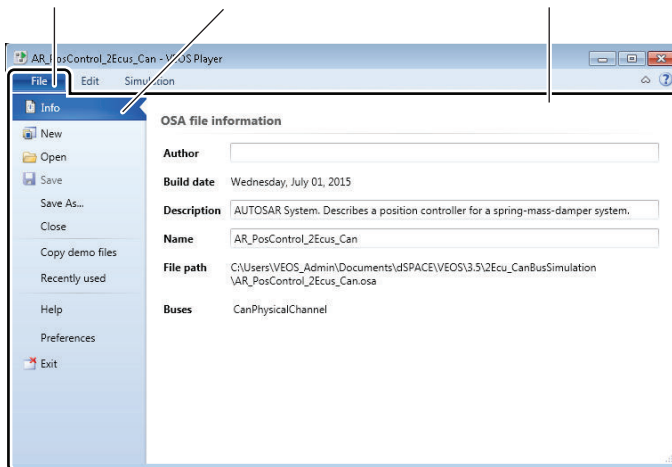 AR_PosControl_2Ecus_Can - VEOS Player
File Edit Simulation
Info
New
Open
Save
Save As...
Close
Copy demo files
Recently used
Help
Preferences
Exit
OSA file information
Author
Build date Wednesday, July 01, 2015
Description AUTOSAR System. Describes a position controller for a spring-mass-damper system.
Name AR_PosControl_2Ecus_Can
File path C:\Users\VEOS_Admin\Documents\dSPACE\VEOS\3.5\2Ecu_CanBusSimulation
\AR_PosControl_2Ecus_Can.osa
Buses CanPhysicalChannel